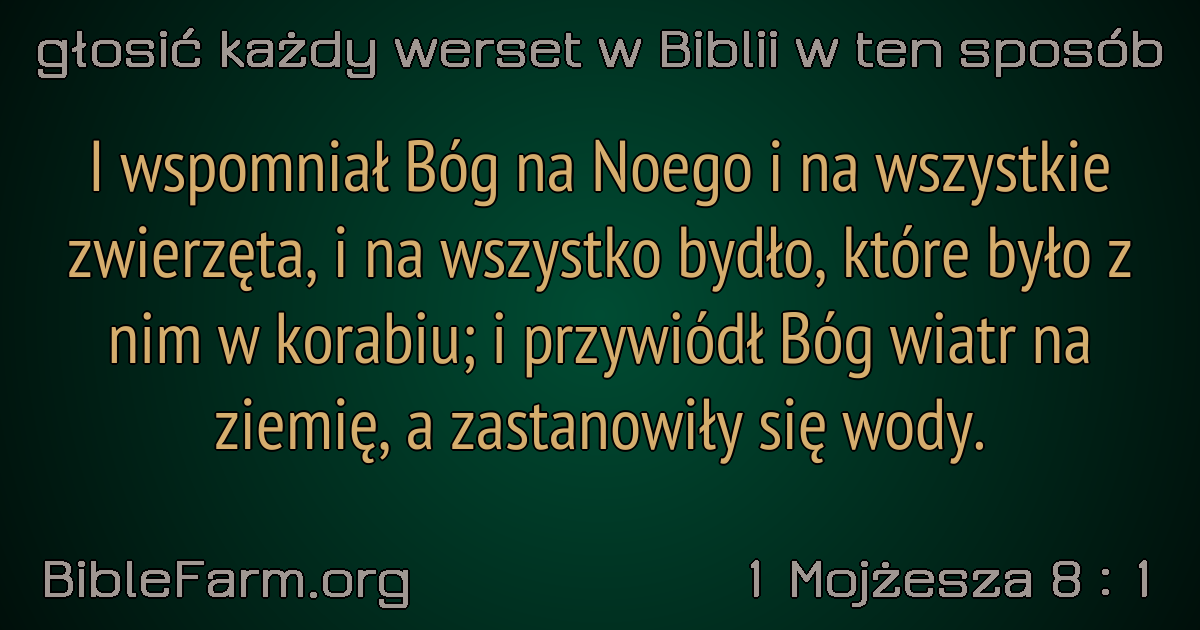 głosić każdy werset w Biblii w ten sposób
I wspomniał Bóg na Noego i na wszystkie
zwierzęta, i na wszystko bydło, które było z
nim w korabiu; i przywiódł Bóg wiatr na
ziemię, a zastanowiły się wody.
BibleFarm.org
1 Mojżesza 8 : 1